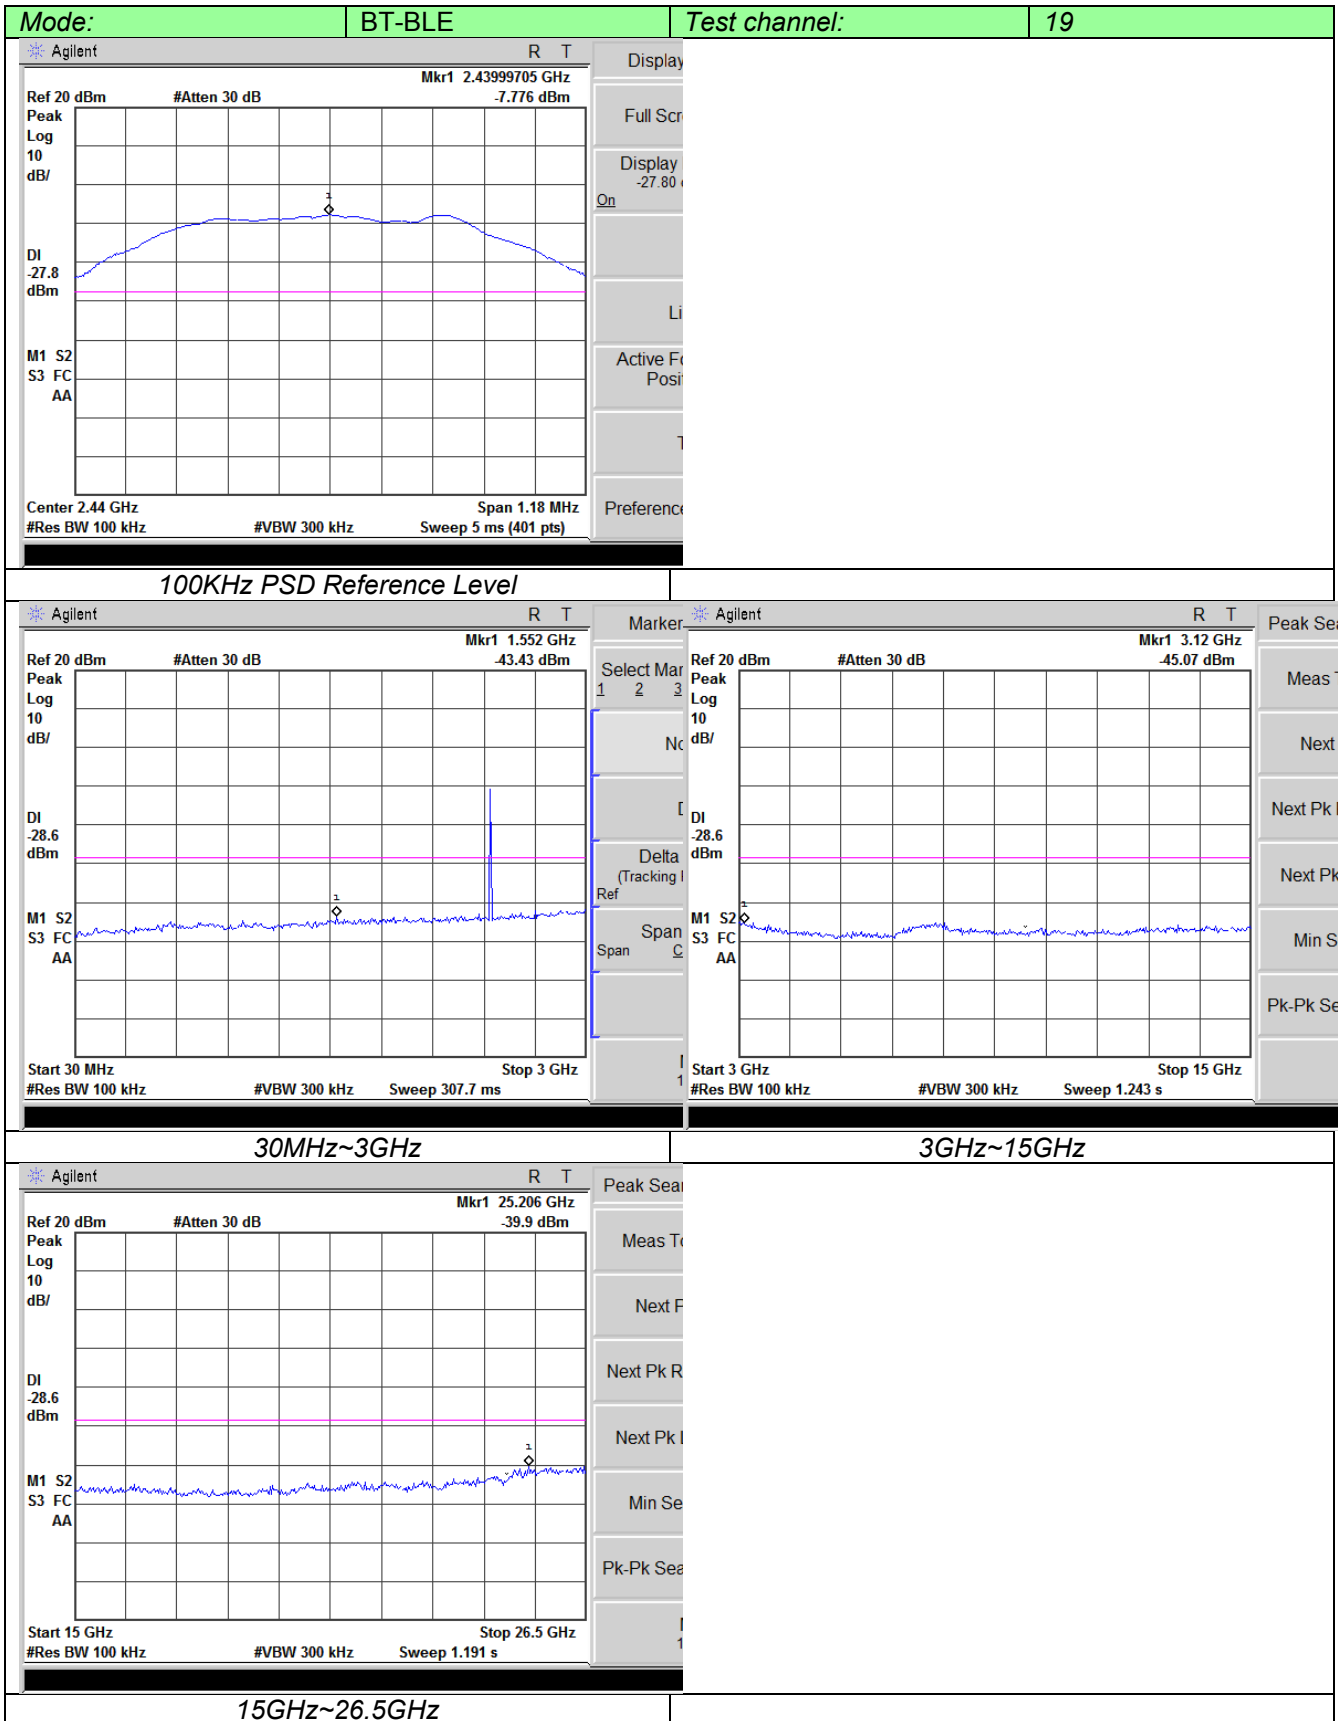 Mode: BT-BLE Test channel: 19
Agilent R T
Mkr1 2.43999705 GHz
Ref 20 dBm #Atten 30 dB -7.776 dBm
Peak
Log
10
dB/
1
DI
-27.8
dBm
M1 S2
S3 FC
AA
Center 2.44 GHz Span 1.18 MHz
#Res BW 100 kHz #VBW 300 kHz Sweep 5 ms (401 pts)
Display
Full Scr
Display
-27.80
On
Li
Active F
Posi
Preference
100KHz PSD Reference Level
Agilent R T
Mkr1 1.552 GHz
Ref 20 dBm #Atten 30 dB -43.43 dBm
Peak
Log
10
dB/
1
DI
-28.6
dBm
M1 S2
S3 FC
AA
Start 30 MHz Stop 3 GHz
#Res BW 100 kHz #VBW 300 kHz Sweep 307.7 ms
Marker
Select Mar
1 2 3
No
Delta
(Tracking
Ref
Span
Span C
1
Agilent R T
Mkr1 3.12 GHz
Ref 20 dBm #Atten 30 dB -45.07 dBm
Peak
Log
10
dB/
1
DI
-28.6
dBm
M1 S2
S3 FC
AA
Start 3 GHz Stop 15 GHz
#Res BW 100 kHz #VBW 300 kHz Sweep 1.243 s
Peak Sea
Meas
Next
Next Pk
Next Pk
Min S
Pk-Pk Se
30MHz~3GHz 3GHz~15GHz
Agilent R T
Mkr1 25.206 GHz
Ref 20 dBm #Atten 30 dB -39.9 dBm
Peak
Log
10
dB/
1
DI
-28.6
dBm
M1 S2
S3 FC
AA
Start 15 GHz Stop 26.5 GHz
#Res BW 100 kHz #VBW 300 kHz Sweep 1.191 s
Peak Sear
Meas To
Next P
Next Pk R
Next Pk
Min Se
Pk-Pk Sea
1
15GHz~26.5GHz